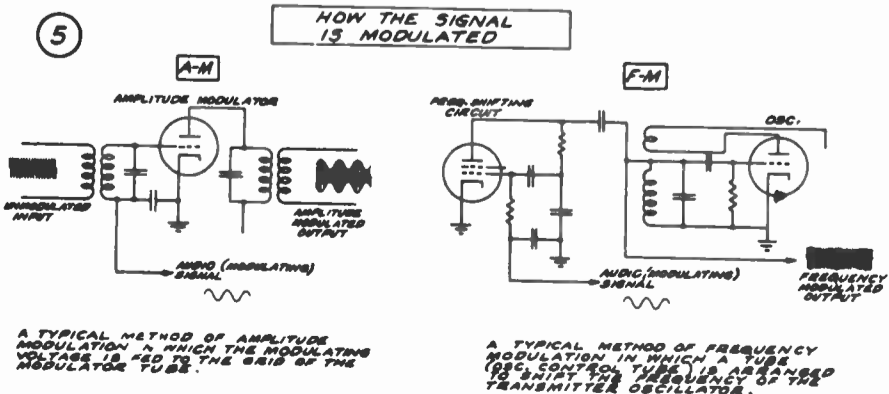 5
HOW THE SIGNAL
IS MODULATED
A-M
AMPLITUDE MODULATOR
UNMODULATED
INPUT
AMPLITUDE
MODULATED
OUTPUT
AUDIO (MODULATING)
SIGNAL
A TYPICAL METHOD OF AMPLITUDE
MODULATION N WHICH THE MODULATING
VOLTAGE IS FED TO THE GRID OF THE
MODULATOR TUBE.
F-M
FREQ. SHIFTING
CIRCUIT
OSC.
AUDIO (MODULATING)
SIGNAL
FREQUENCY
MODULATED
OUTPUT
A TYPICAL METHOD OF FREQUENCY
MODULATION IN WHICH A TUBE
(OSC. CONTROL TUBE) IS ARRANGED
TO SHIFT THE FREQUENCY OF THE
TRANSMITTER OSCILLATOR.